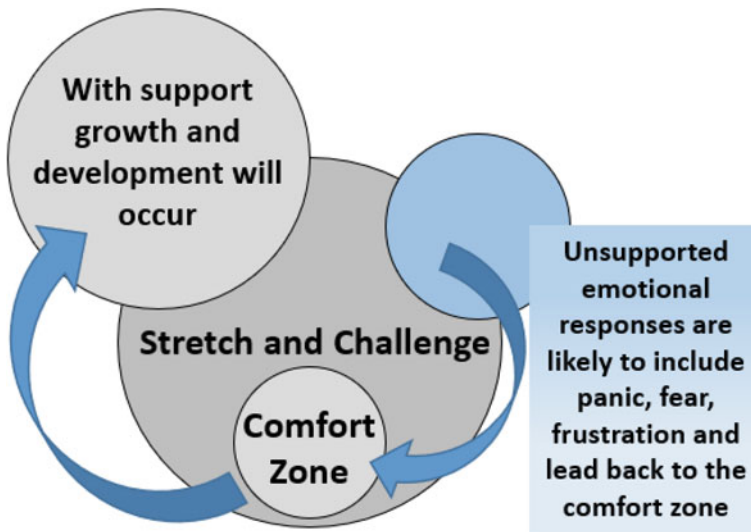 With support
growth and
development will
occur
Stretch and Challenge
Comfort
Zone
Unsupported
emotional
responses are
likely to include
panic, fear,
frustration and
lead back to the
comfort zone